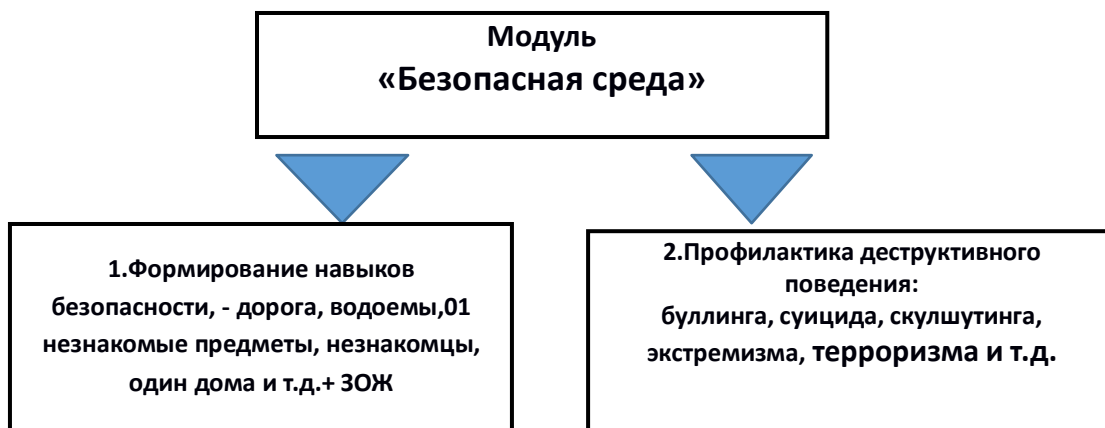 Модуль
«Безопасная среда»
1.Формирование навыков
безопасности, - дорога, водоемы,01
незнакомые предметы, незнакомцы,
один дома и т.д.+ ЗОЖ
2.Профилактика деструктивного
поведения:
буллинга, суицида, скулшутинга,
экстремизма, терроризма и т.д.